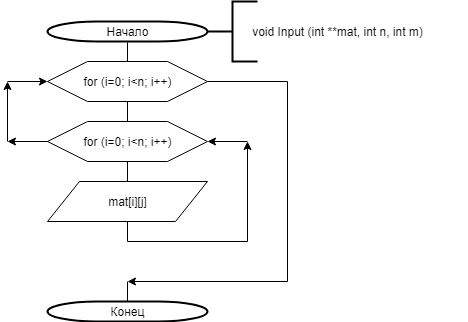 Начало
void Input (int **mat, int n, int m)
for (i=0; i<n; i++)
for (i=0; i<n; i++)
mat[i][j]
Конец